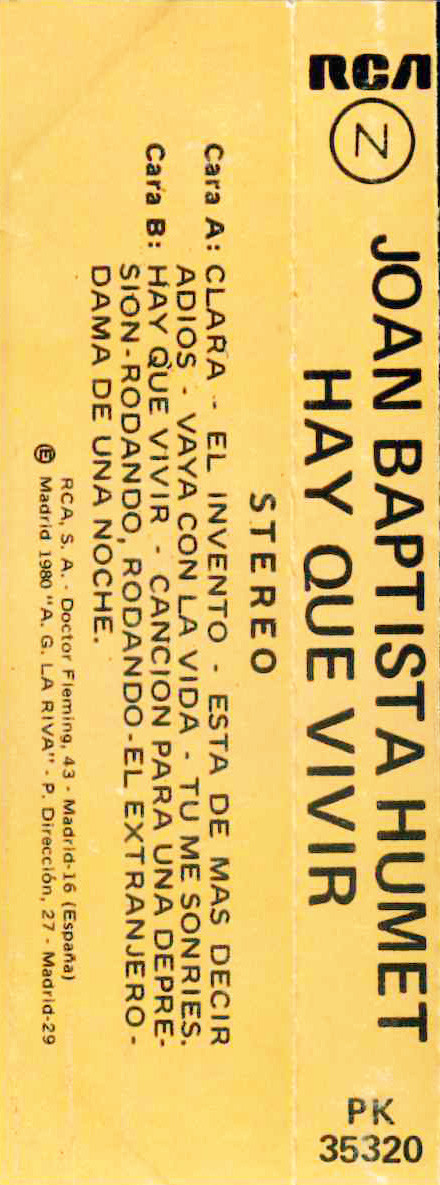 RCA
Z
JOAN BAPTISTA HUMET
HAY QUE VIVIR
PK
35320
STEREO
Cara A: CLARA - EL INVENTO - ESTA DE MAS DECIR
ADIOS - VAYA CON LA VIDA - TU ME SONRIES.
Cara B: HAY QUE VIVIR - CANCION PARA UNA DEPRE-
SION-RODANDO, RODANDO-EL EXTRANJERO-
DAMA DE UNA NOCHE.
RCA, S. A. - Doctor Fleming, 43 - Madrid-16 (España)
Ⓔ Madrid 1980 "A. G. LA RIVA" - P. Dirección, 27 - Madrid-29